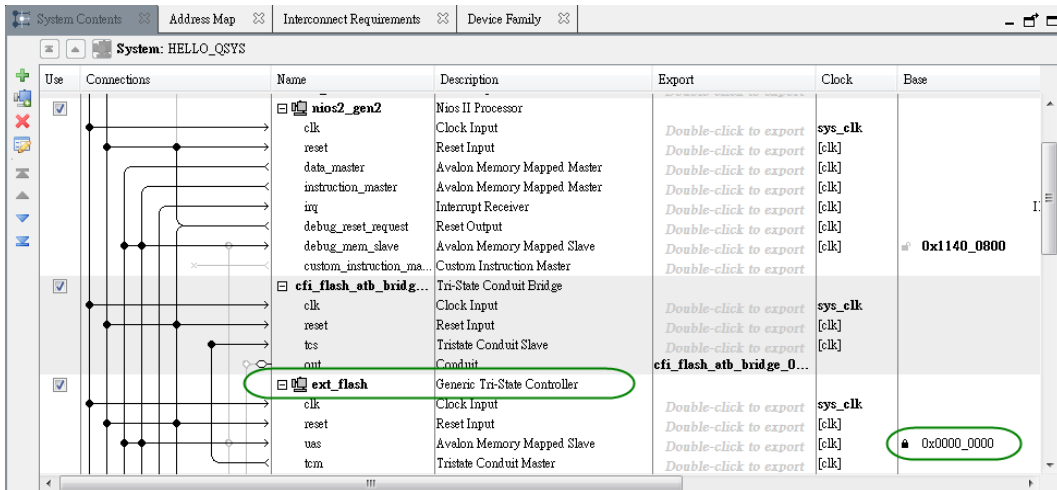 System Contents Address Map Interconnect Requirements Device Family
System: HELLO_QSYS
Use Connections Name Description Export Clock Base
nios2_gen2 Nios II Processor
clk Clock Input Double-click to export sys_clk
reset Reset Input Double-click to export [clk]
data_master Avalon Memory Mapped Master Double-click to export [clk]
instruction_master Avalon Memory Mapped Master Double-click to export [clk]
irq Interrupt Receiver Double-click to export [clk]
debug_reset_request Reset Output Double-click to export [clk]
debug_mem_slave Avalon Memory Mapped Slave Double-click to export [clk] 0x1140_0800
custom_instruction_ma... Custom Instruction Master Double-click to export
cfi_flash_atb_bridg... Tri-State Conduit Bridge
clk Clock Input Double-click to export sys_clk
reset Reset Input Double-click to export [clk]
tcs Tristate Conduit Slave Double-click to export [clk]
out Conduit cfi_flash_atb_bridge_0...
ext_flash Generic Tri-State Controller
clk Clock Input Double-click to export sys_clk
reset Reset Input Double-click to export [clk]
uas Avalon Memory Mapped Slave Double-click to export [clk] 0x0000_0000
tcm Tristate Conduit Master Double-click to export [clk]